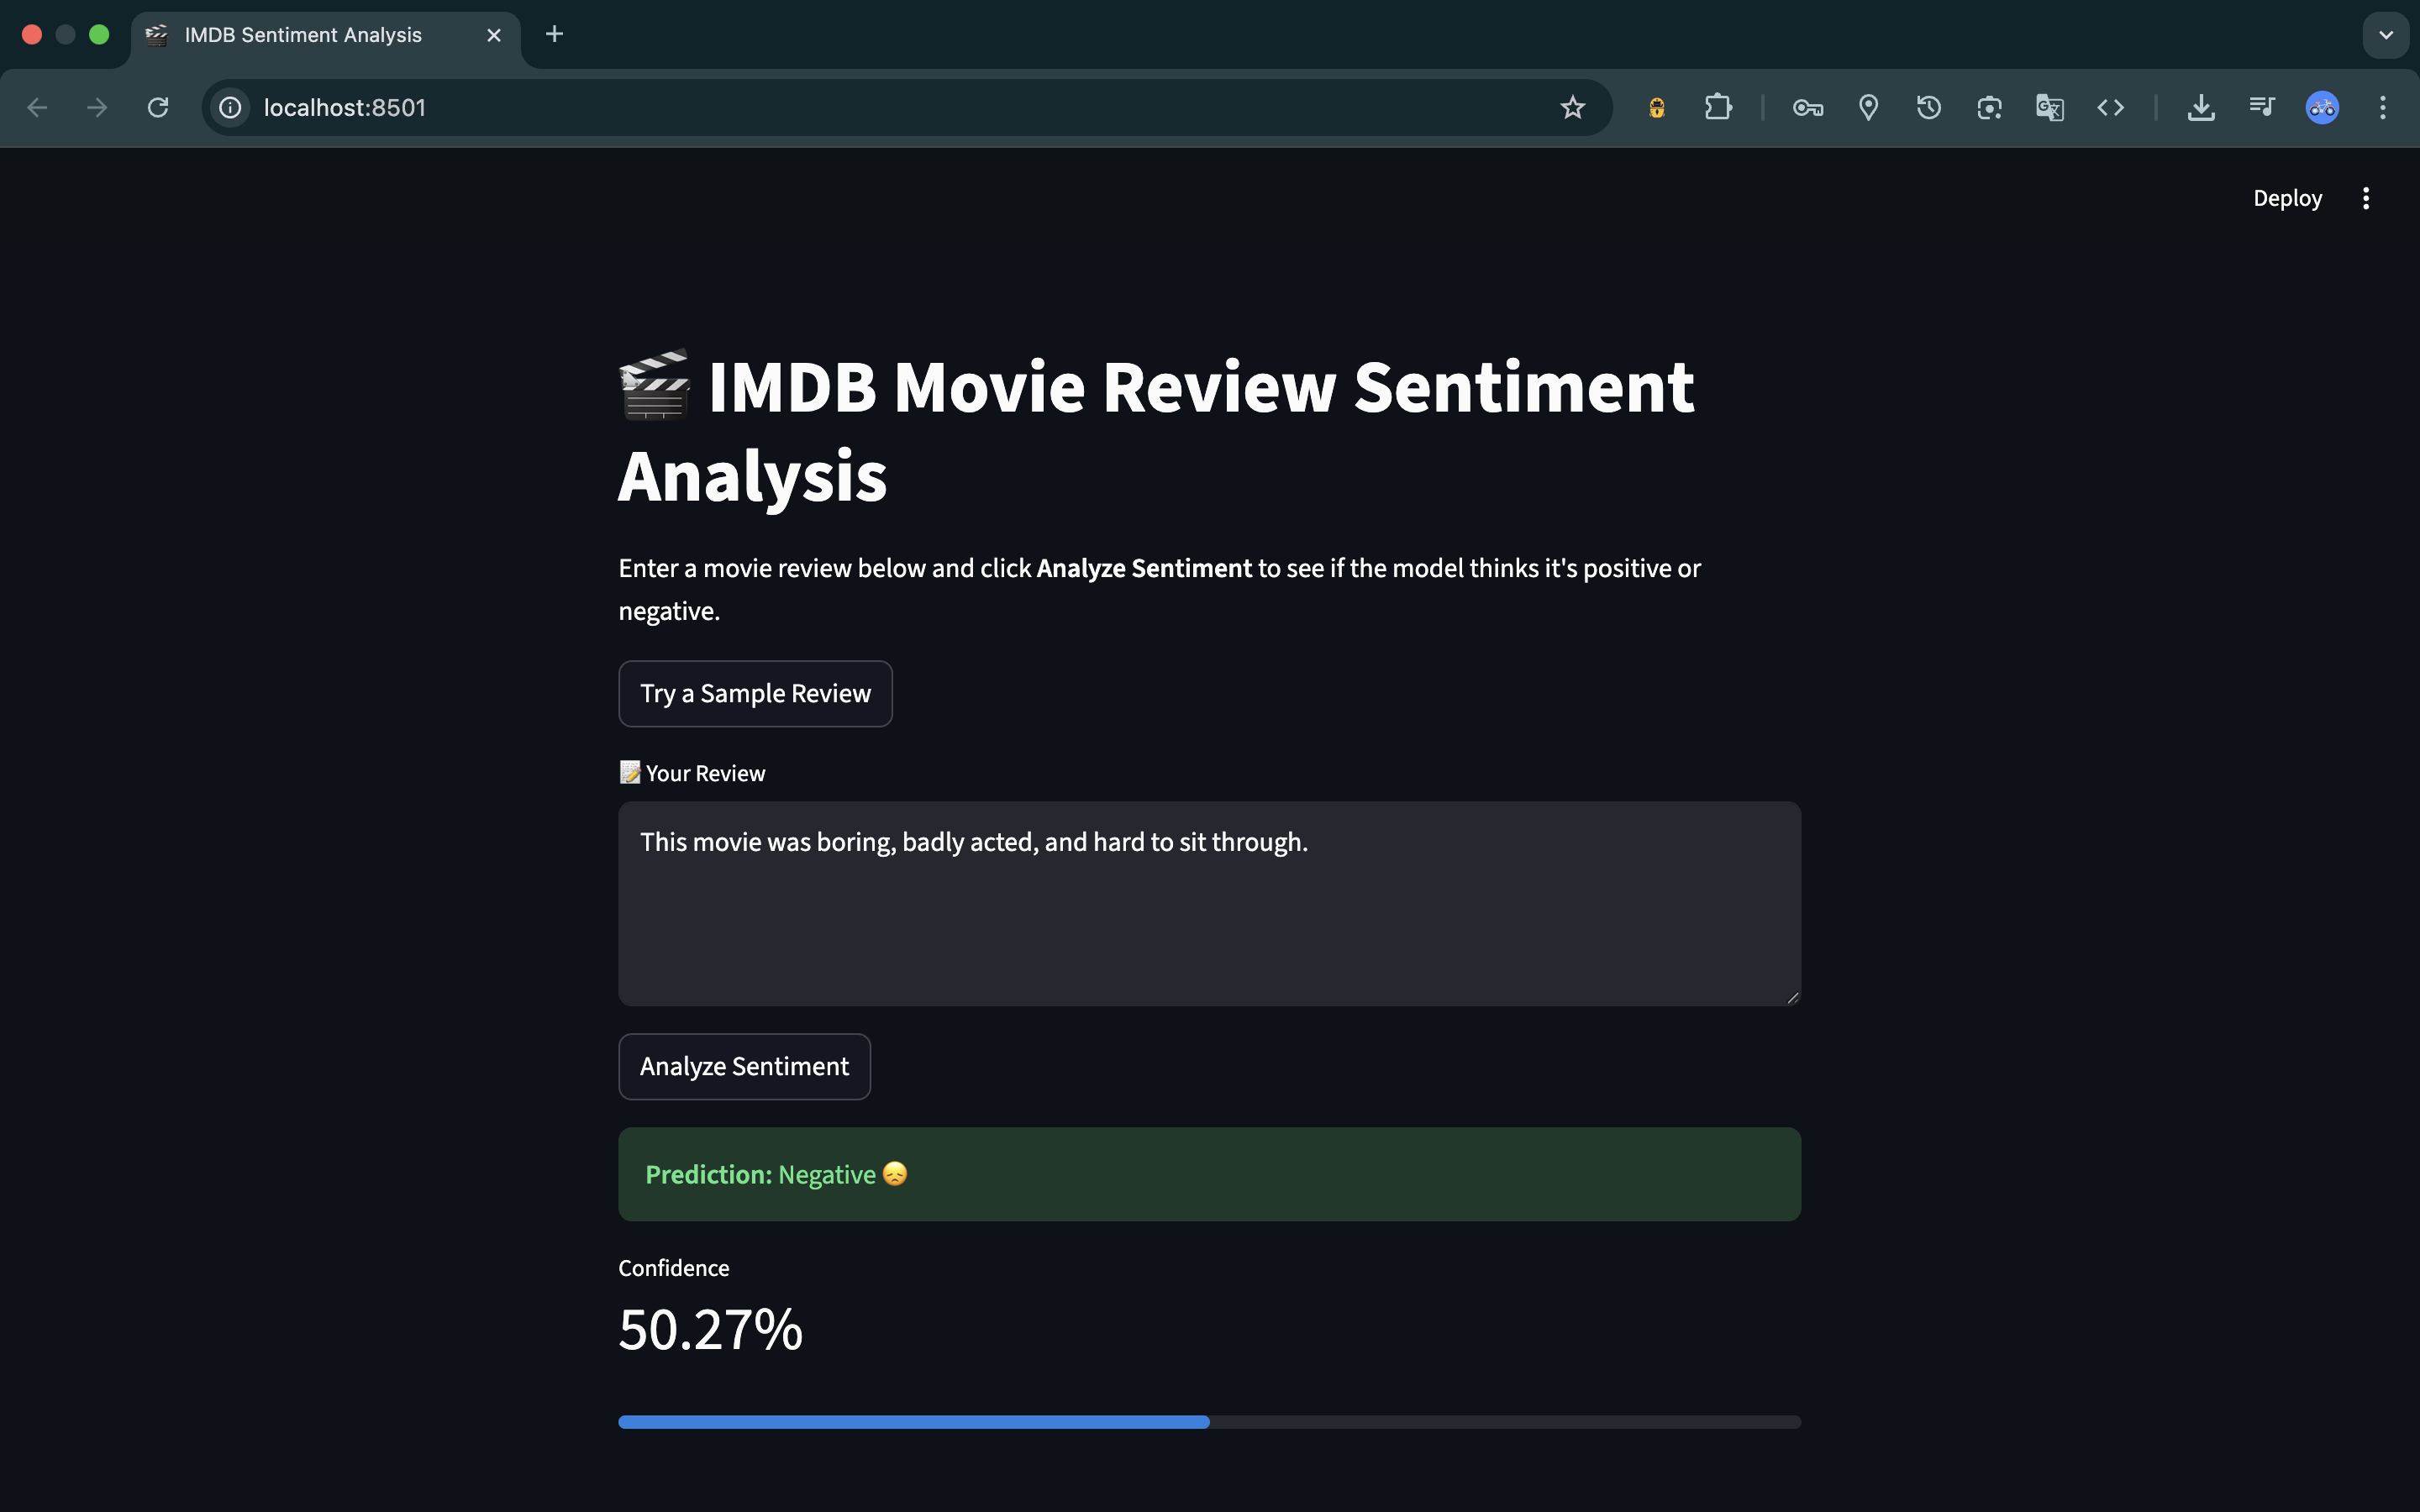 IMDB Sentiment Analysis
localhost:8501
Deploy
🎬 IMDB Movie Review Sentiment
Analysis
Enter a movie review below and click Analyze Sentiment to see if the model thinks it's positive or
negative.
Try a Sample Review
📝 Your Review
This movie was boring, badly acted, and hard to sit through.
Analyze Sentiment
Prediction: Negative 😞
Confidence
50.27%